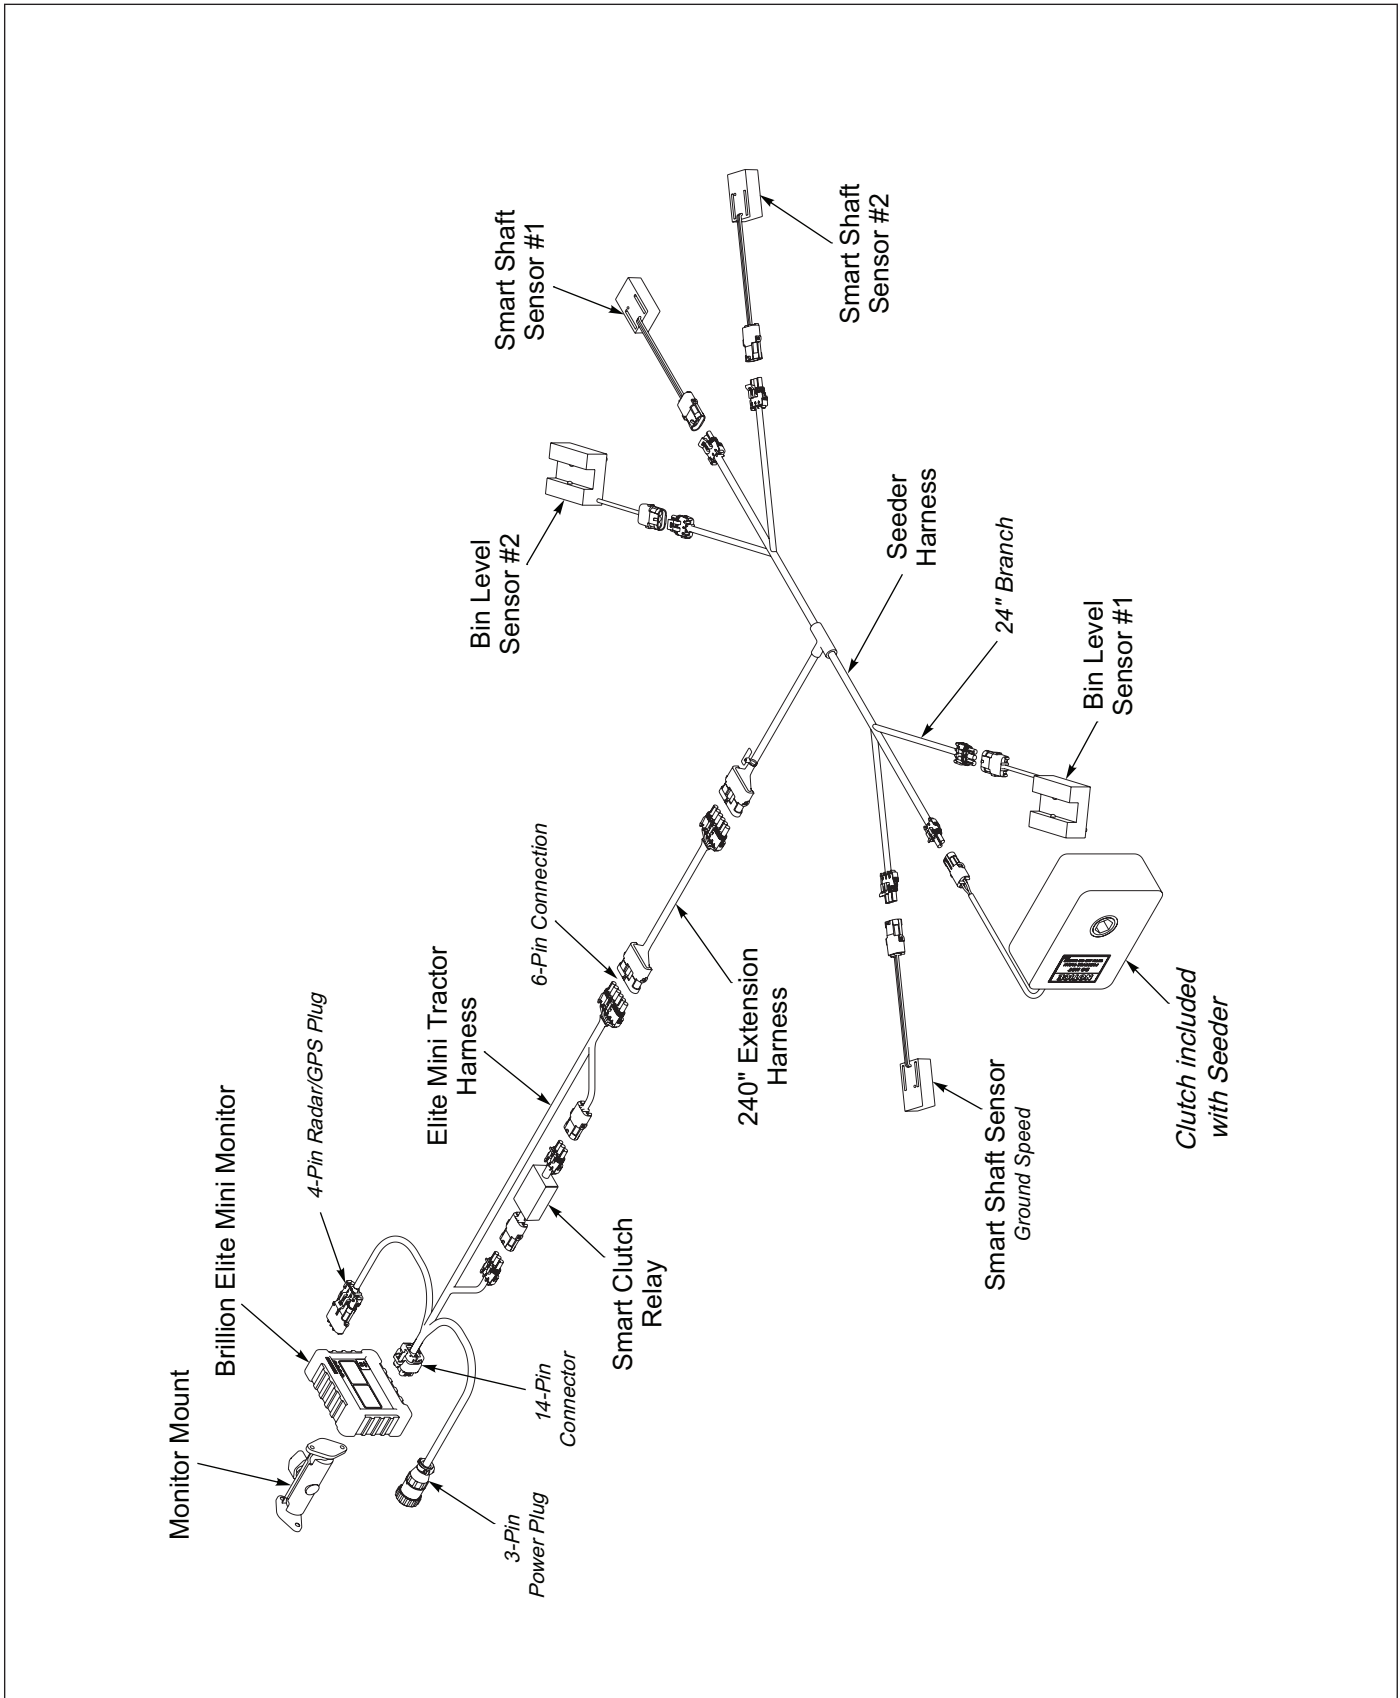 Monitor Mount
Brillion Elite Mini Monitor
4-Pin Radar/GPS Plug
3-Pin
Power Plug
14-Pin
Connector
Elite Mini Tractor
Harness
Smart Clutch
Relay
6-Pin Connection
240" Extension
Harness
Bin Level
Sensor #2
Smart Shaft
Sensor #1
Smart Shaft
Sensor #2
Seeder
Harness
24" Branch
Bin Level
Sensor #1
Smart Shaft Sensor
Ground Speed
Clutch included
with Seeder